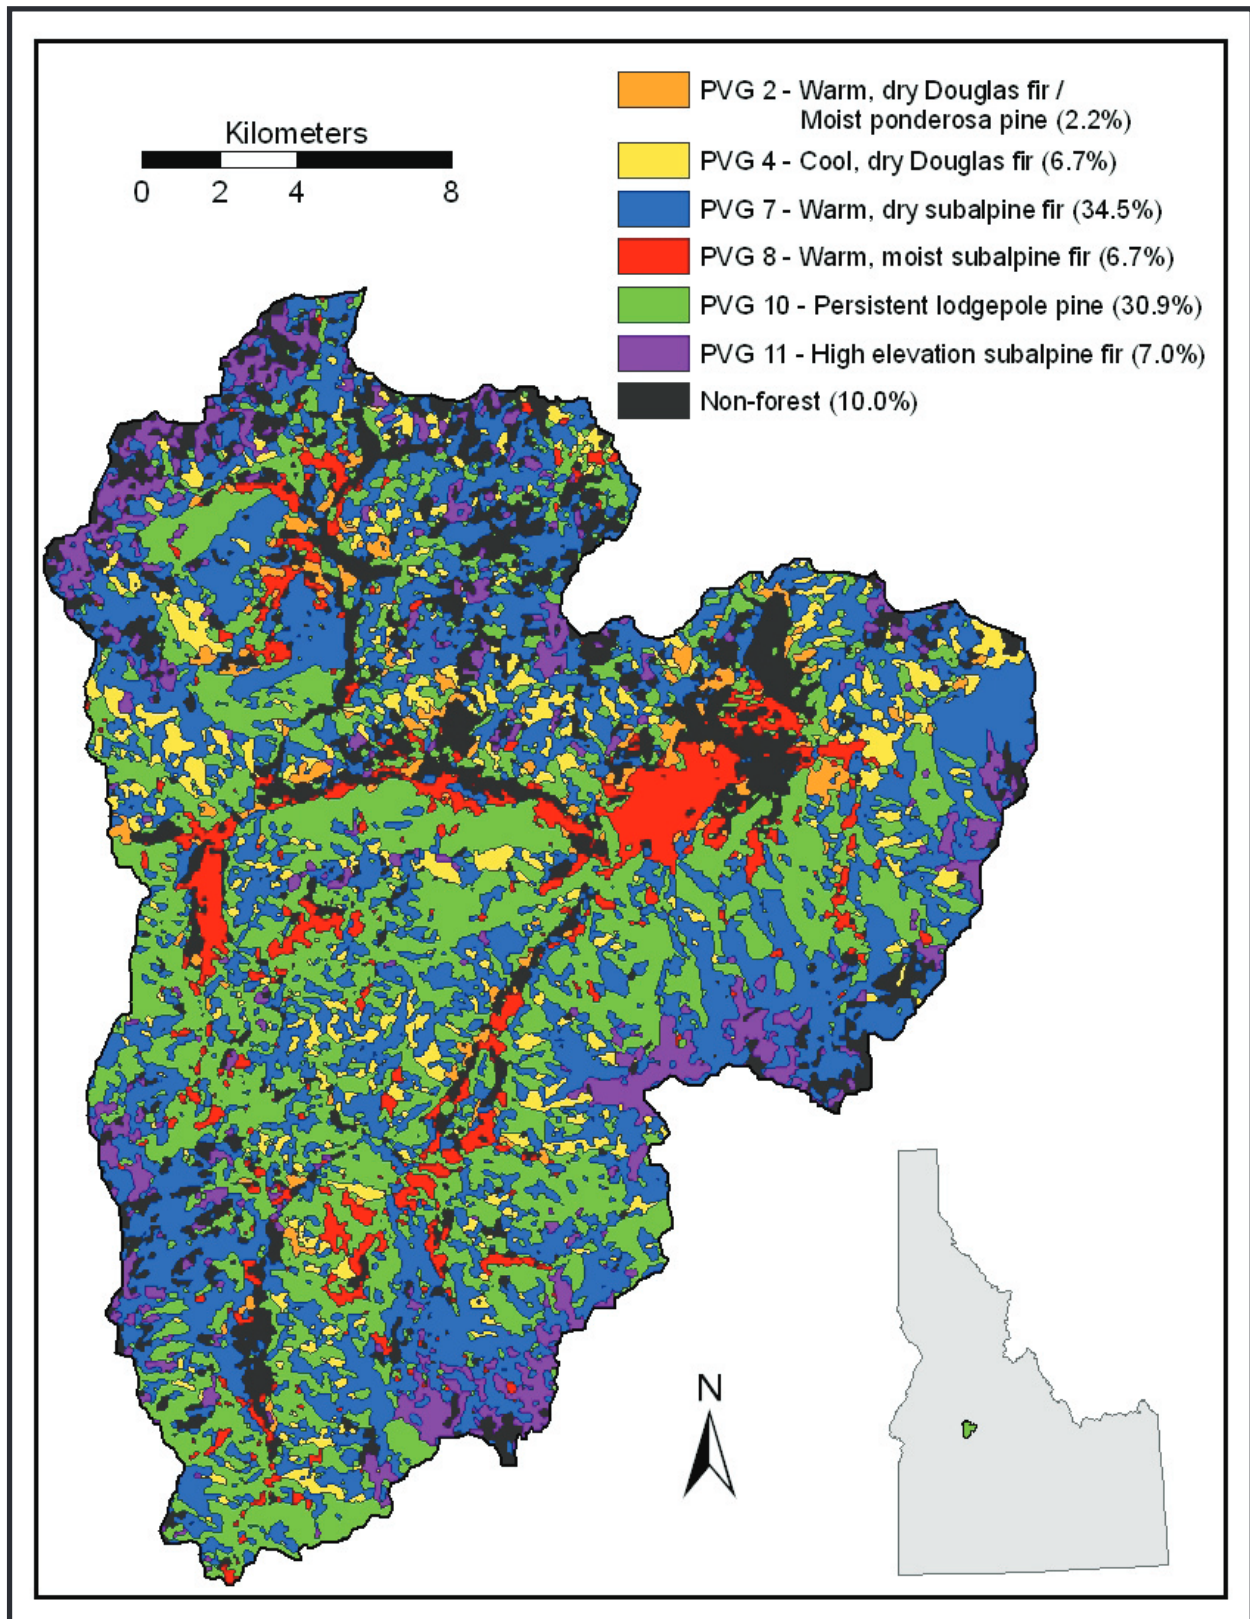 Kilometers
0 2 4 8
PVG 2 - Warm, dry Douglas fir /
Moist ponderosa pine (2.2%)
PVG 4 - Cool, dry Douglas fir (6.7%)
PVG 7 - Warm, dry subalpine fir (34.5%)
PVG 8 - Warm, moist subalpine fir (6.7%)
PVG 10 - Persistent lodgepole pine (30.9%)
PVG 11 - High elevation subalpine fir (7.0%)
Non-forest (10.0%)
N